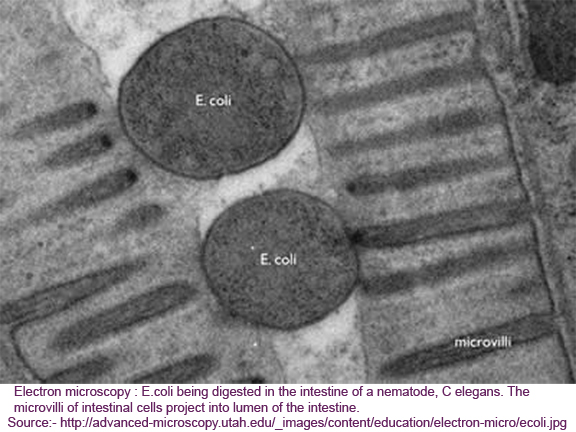 E. coli
E. coli
microvilli
Electron microscopy : E.coli being digested in the intestine of a nematode, C elegans. The
microvilli of intestinal cells project into lumen of the intestine.
Source:- http://advanced-microscopy.utah.edu/_images/content/education/electron-micro/ecoli.jpg